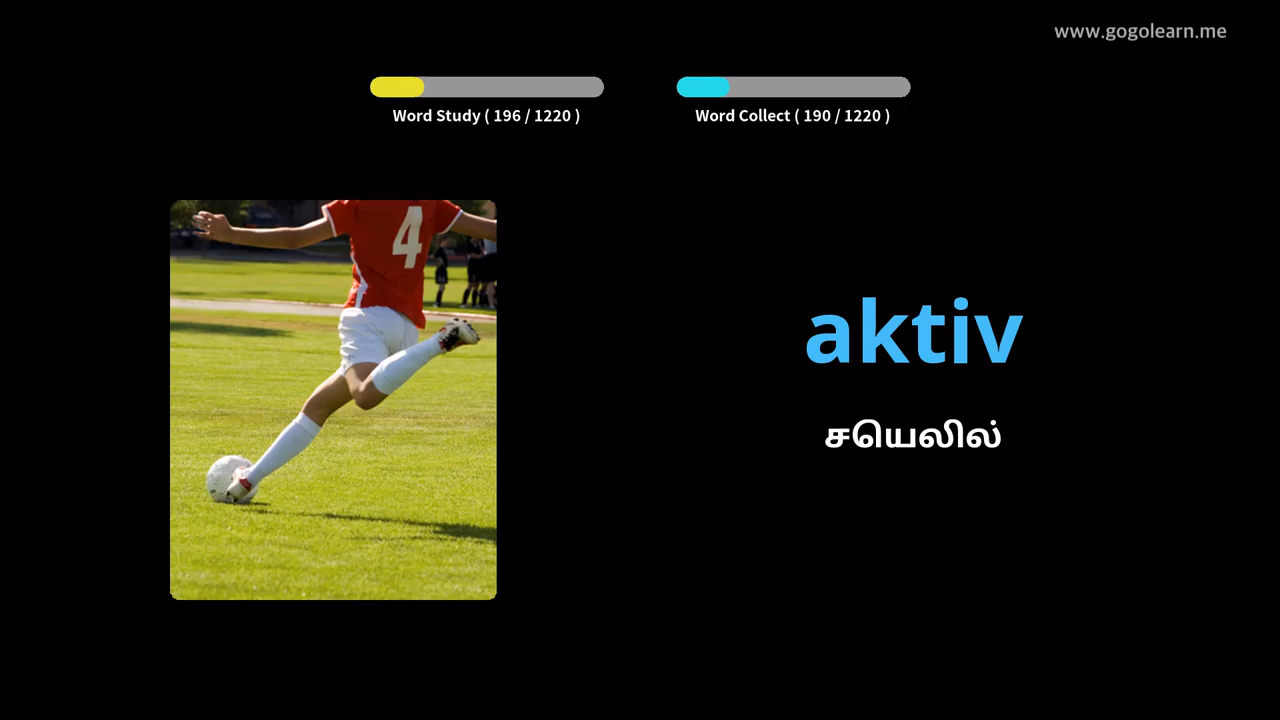 www.gogolearn.me
Word Study ( 196 / 1220 )
Word Collect ( 190 / 1220 )
4
aktiv
சயெலில்